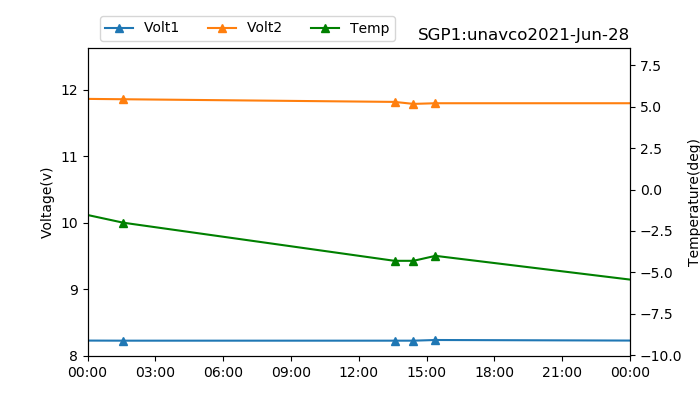 Volt1 Volt2 Temp
SGP1:unavco2021-Jun-28
Voltage(v)
12
11
10
9
8
7.5
5.0
2.5
0.0
−2.5
−5.0
−7.5
−10.0
Temperature(deg)
00:00 03:00 06:00 09:00 12:00 15:00 18:00 21:00 00:00